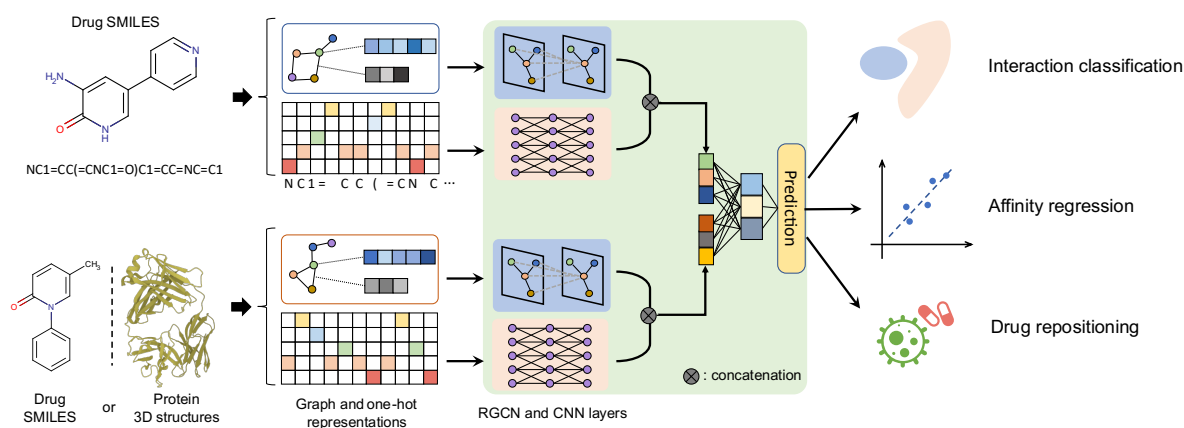 Drug SMILES
N
H₂N
O
N
H
NC1=CC(=CNC1=O)C1=CC=NC=C1
N C 1 = C C ( = C N C ...
CH₃
O
N
Drug
SMILES
or
Protein
3D structures
Graph and one-hot
representations
RGCN and CNN layers
: concatenation
Prediction
Interaction classification
Affinity regression
Drug repositioning